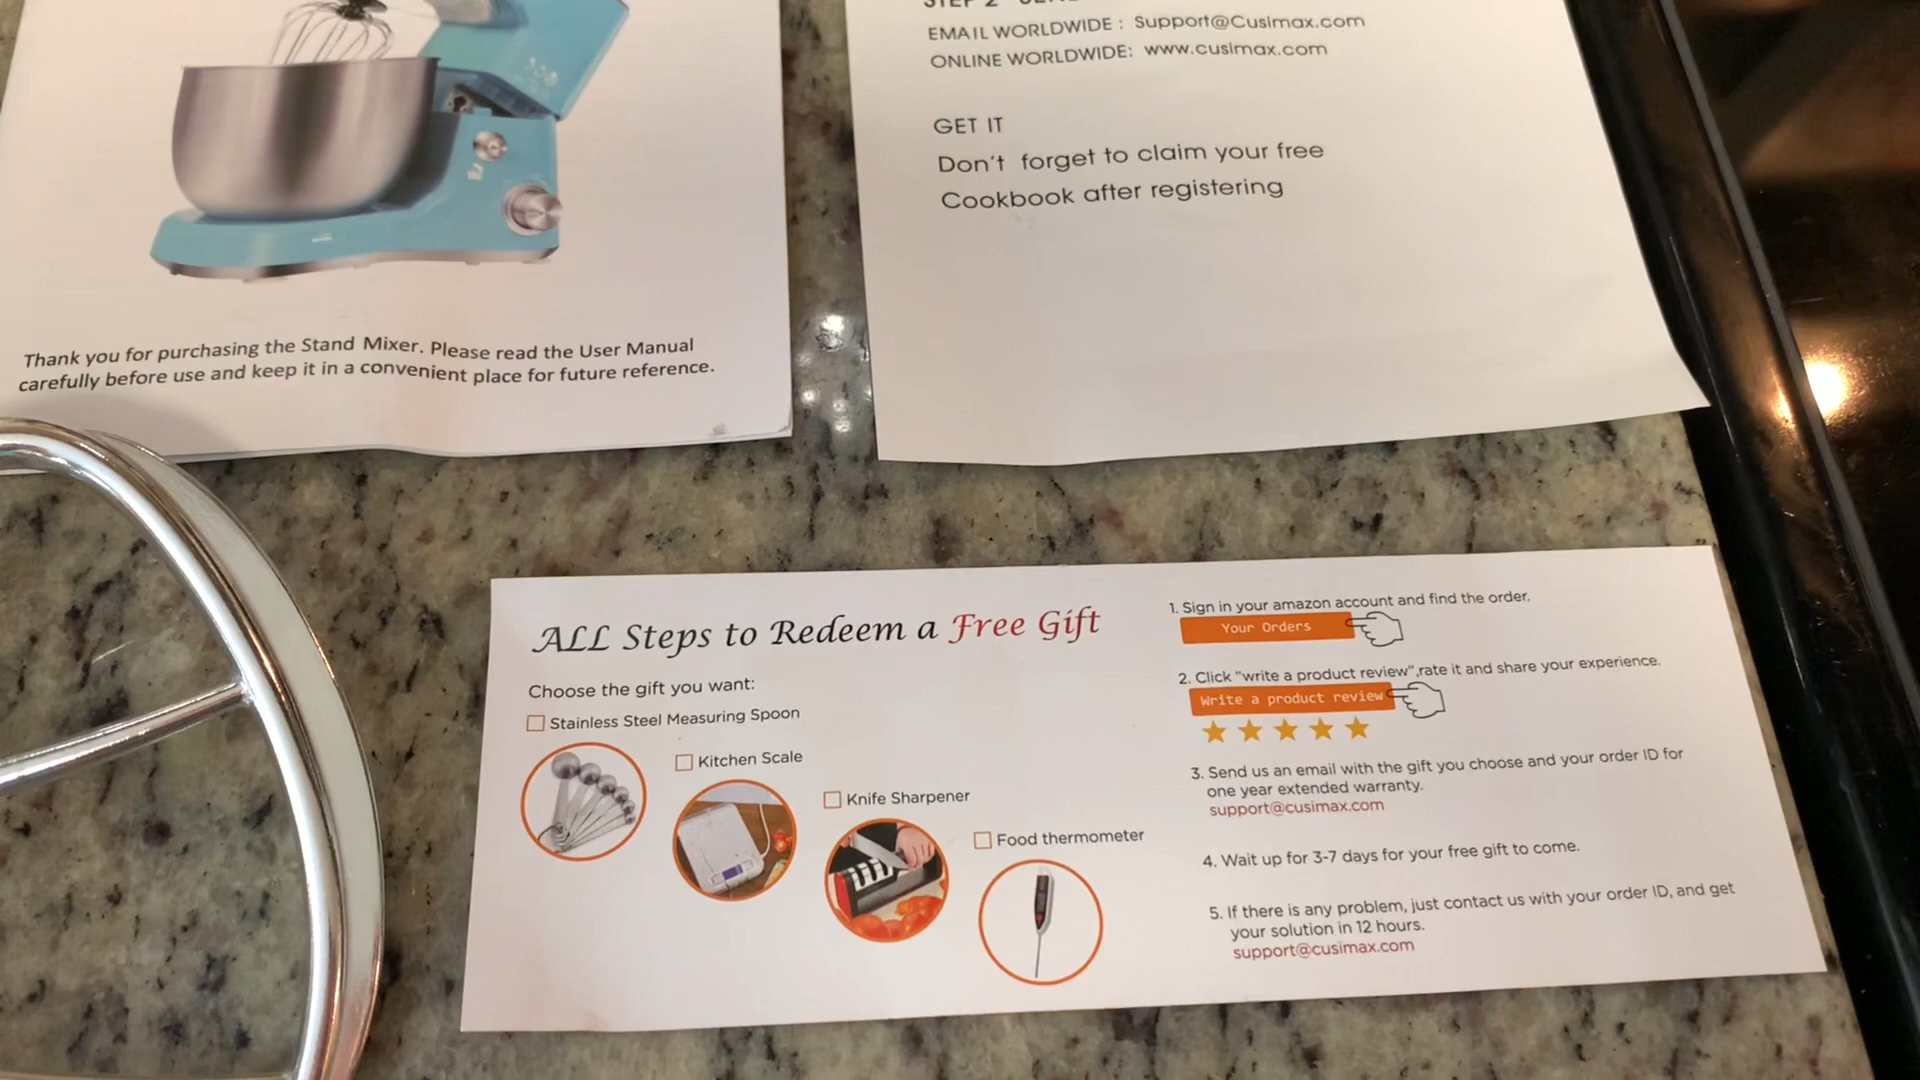 Thank you for purchasing the Stand Mixer. Please read the User Manual
carefully before use and keep it in a convenient place for future reference.
STEP 2
EMAIL WORLDWIDE : Support@Cusimax.com
ONLINE WORLDWIDE: www.cusimax.com
GET IT
Don't forget to claim your free
Cookbook after registering
ALL Steps to Redeem a Free Gift
Choose the gift you want:
Stainless Steel Measuring Spoon
Kitchen Scale
Knife Sharpener
Food thermometer
1. Sign in your amazon account and find the order.
Your Orders
2. Click "write a product review",rate it and share your experience.
Write a product review
3. Send us an email with the gift you choose and your order ID for
one year extended warranty.
support@cusimax.com
4. Wait up for 3-7 days for your free gift to come.
5. If there is any problem, just contact us with your order ID, and get
your solution in 12 hours.
support@cusimax.com